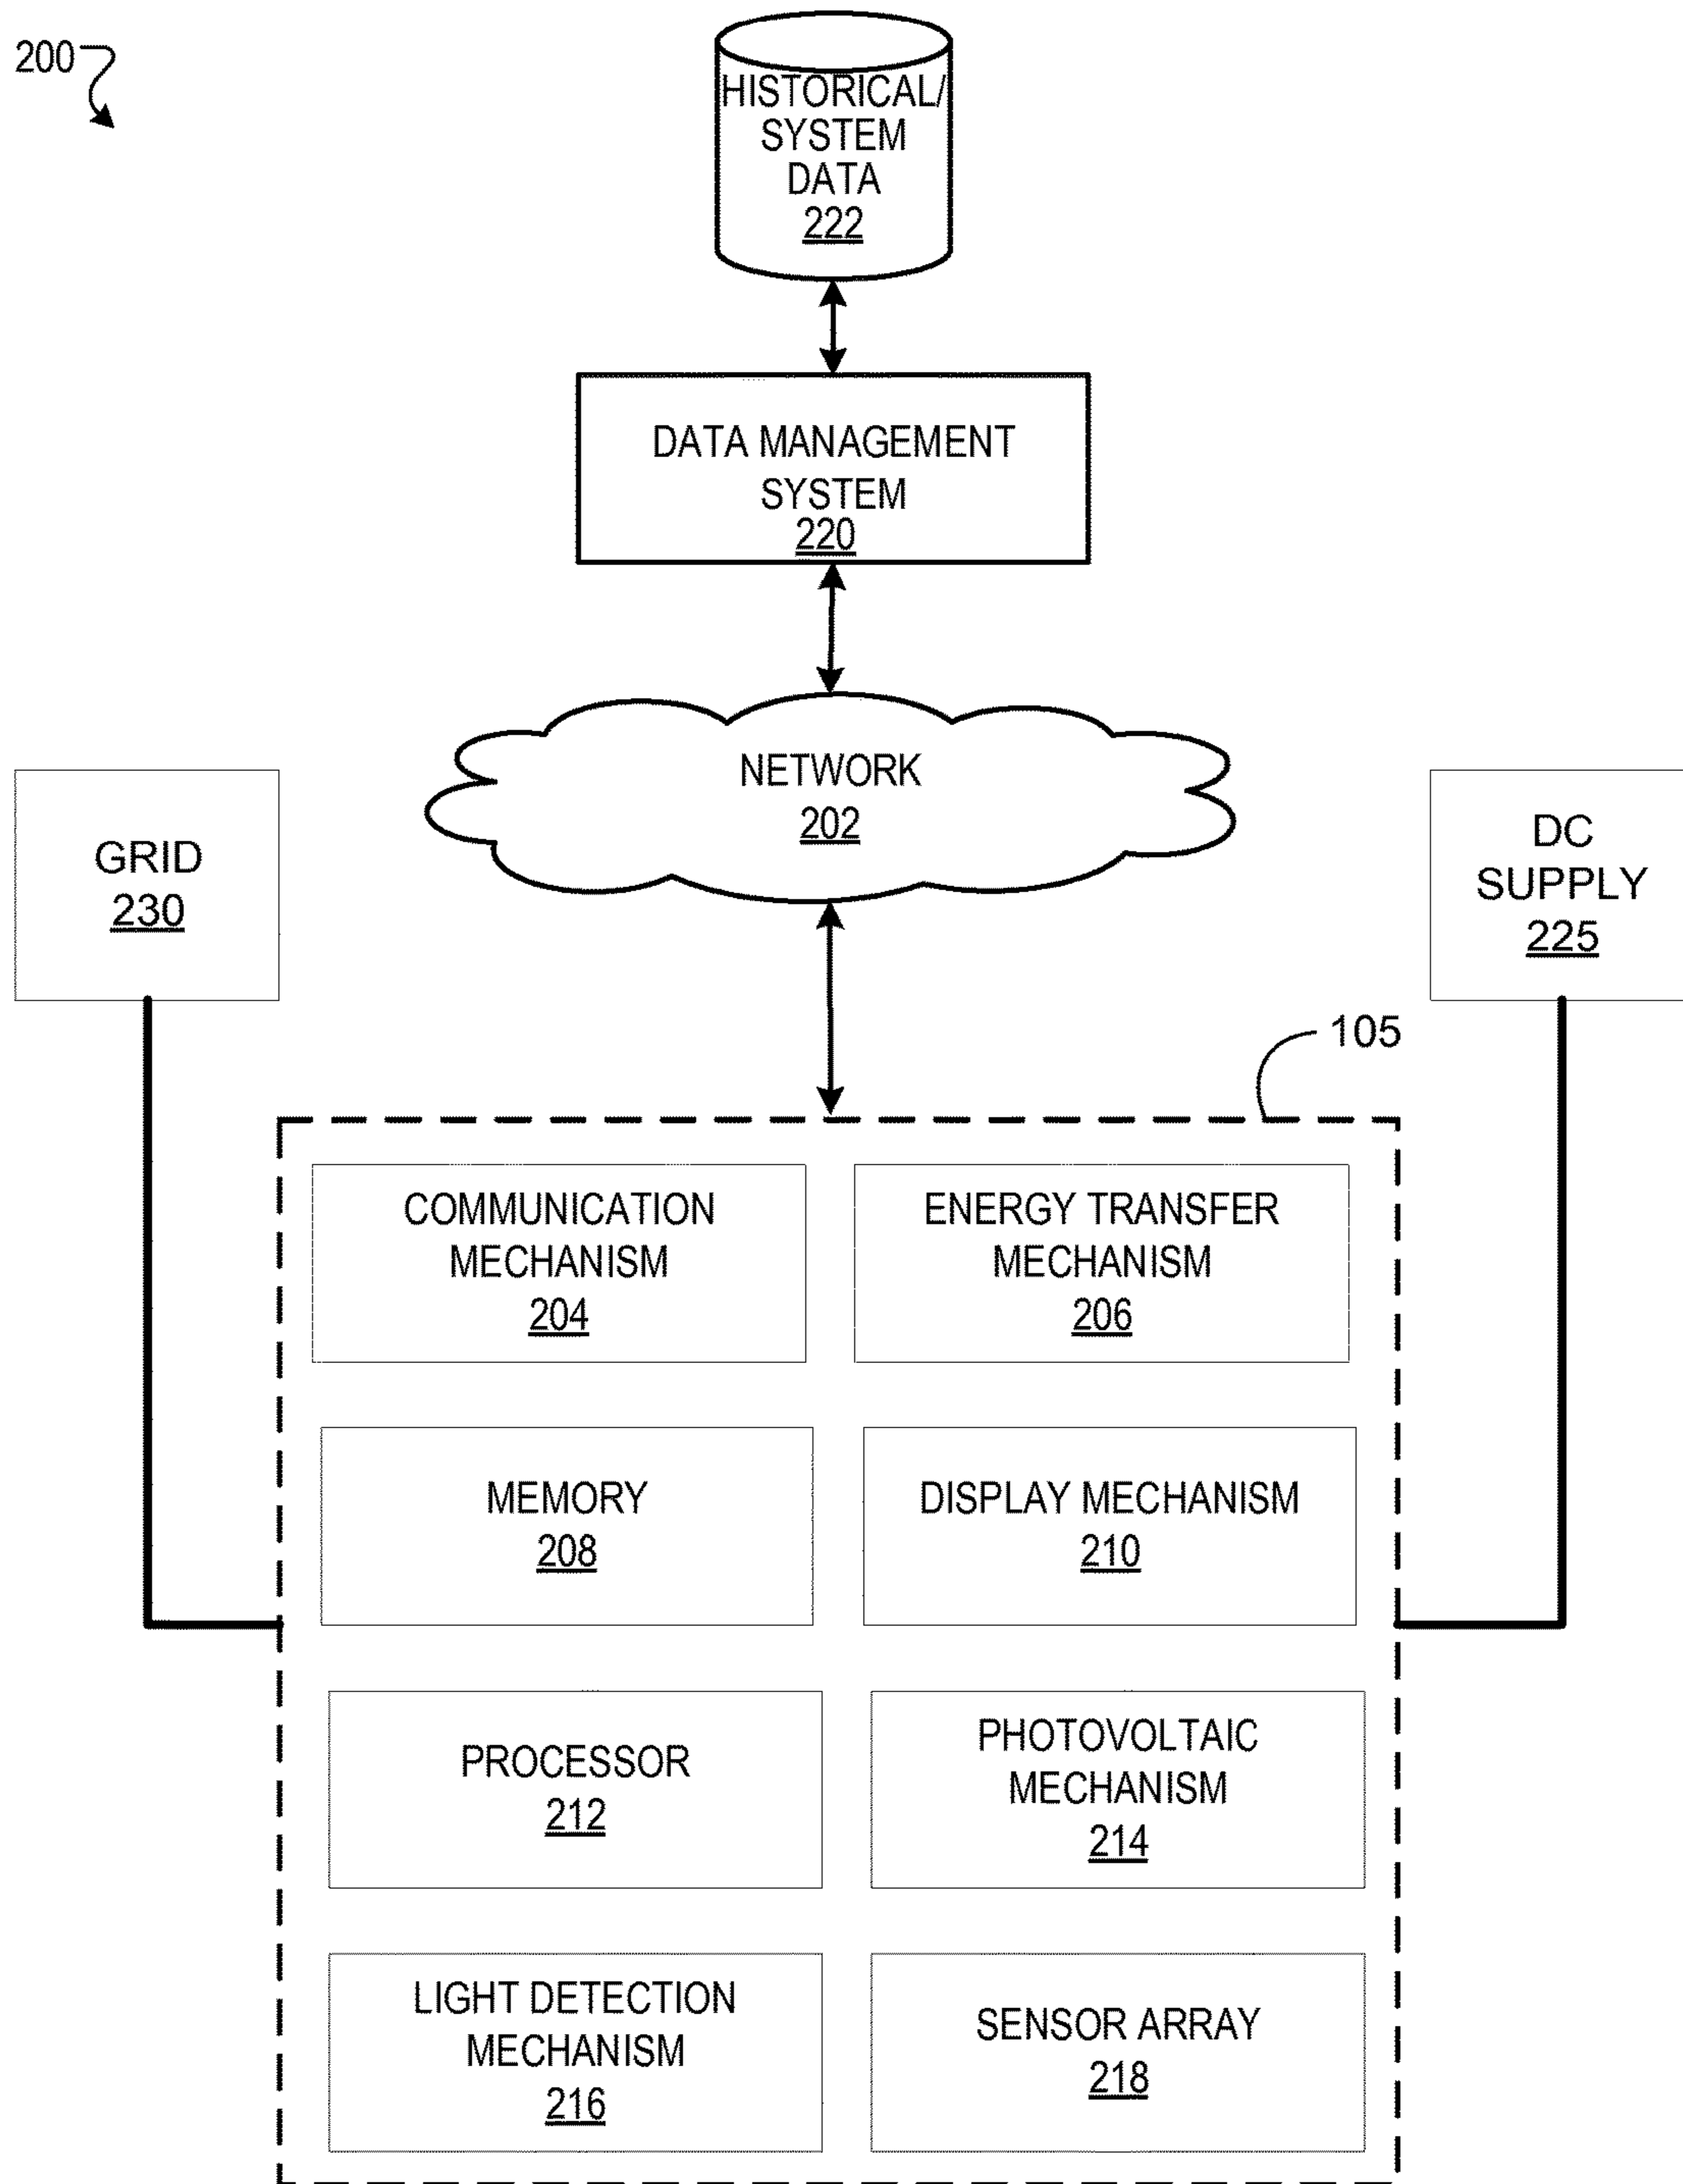 200
HISTORICAL/
SYSTEM
DATA
222
DATA MANAGEMENT
SYSTEM
220
NETWORK
202
GRID
230
DC
SUPPLY
225
105
COMMUNICATION
MECHANISM
204
ENERGY TRANSFER
MECHANISM
206
MEMORY
208
DISPLAY MECHANISM
210
PROCESSOR
212
PHOTOVOLTAIC
MECHANISM
214
LIGHT DETECTION
MECHANISM
216
SENSOR ARRAY
218